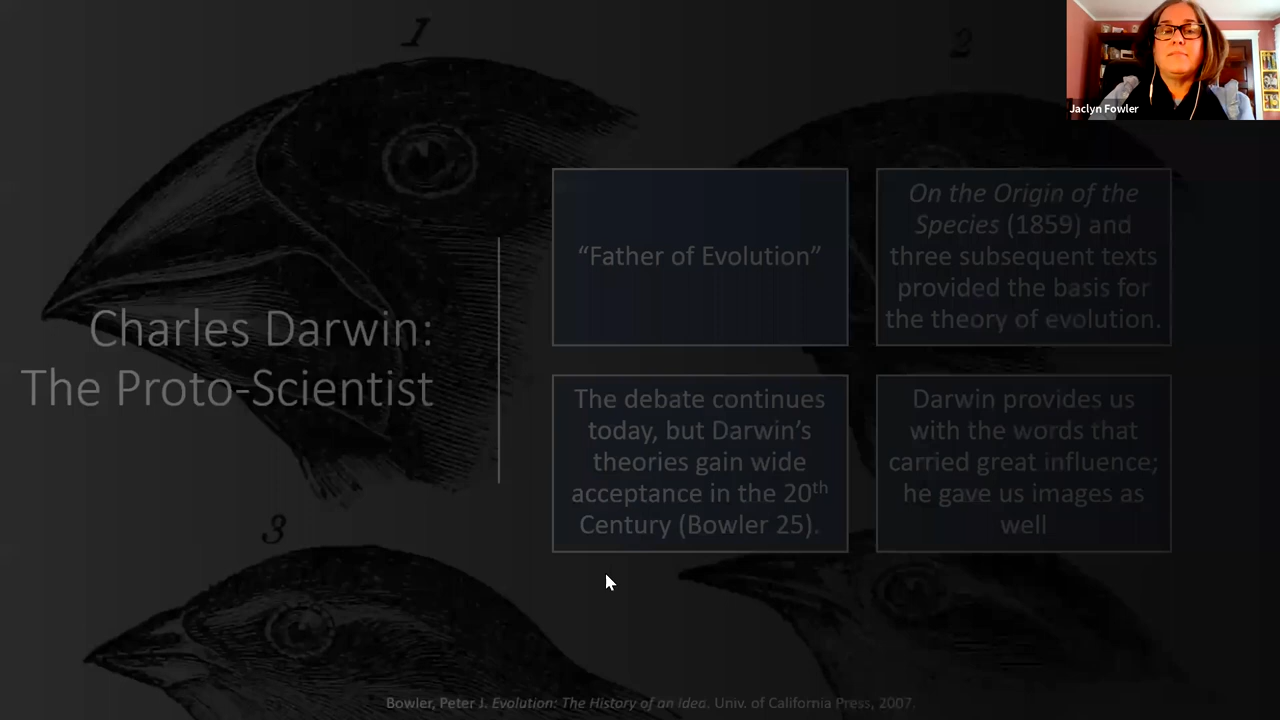 1
2
Jaclyn Fowler
Charles Darwin:
The Proto-Scientist
“Father of Evolution”
On the Origin of the
Species (1859) and
three subsequent texts
provided the basis for
the theory of evolution.
The debate continues
today, but Darwin’s
theories gain wide
acceptance in the 20th
Century (Bowler 25).
Darwin provides us
with the words that
carried great influence;
he gave us images as
well
3
Bowler, Peter J. Evolution: The History of an idea. Univ. of California Press, 2007.